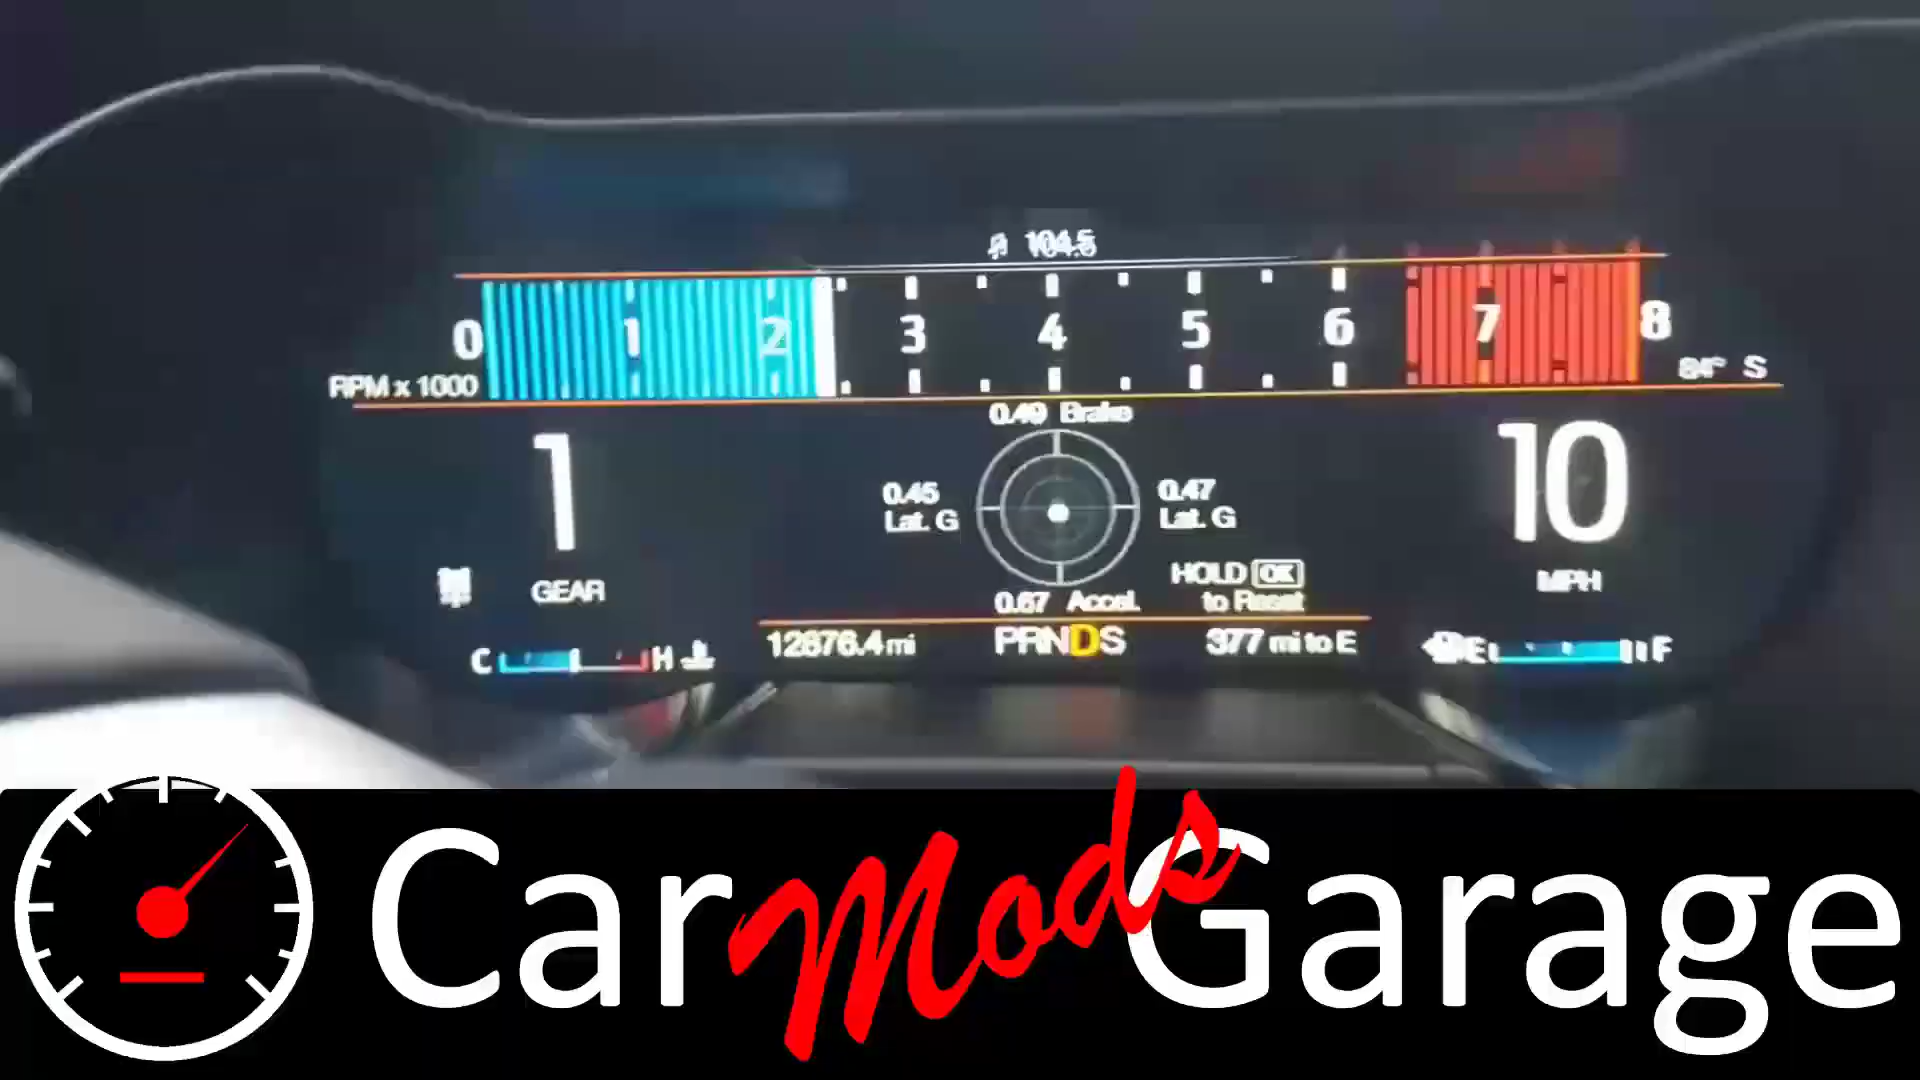 104.5
0 1 2 3 4 5 6 7 8
RPM x 1000
84° S
0.49 Brake
1
GEAR
0.45
Lat. G
0.47
Lat. G
10
MPH
HOLD OK
to Reset
0.67 Accel.
C H
12676.4 mi
PRNDS
377 mi to E
E F
Car Mods Garage